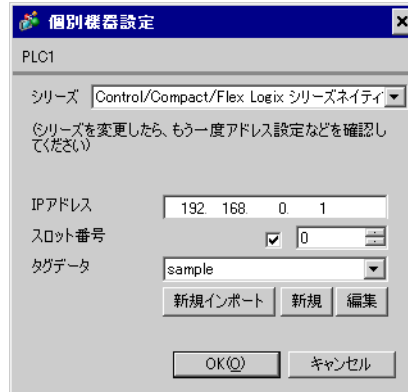 個別機器設定
PLC1
シリーズ Control/Compact/Flex Logix シリーズネイティ
(シリーズを変更したら、もう一度アドレス設定などを確認し
てください)
IPアドレス 192. 168. 0. 1
スロット番号 0
タグデータ sample
新規インポート 新規 編集
OK(O) キャンセル